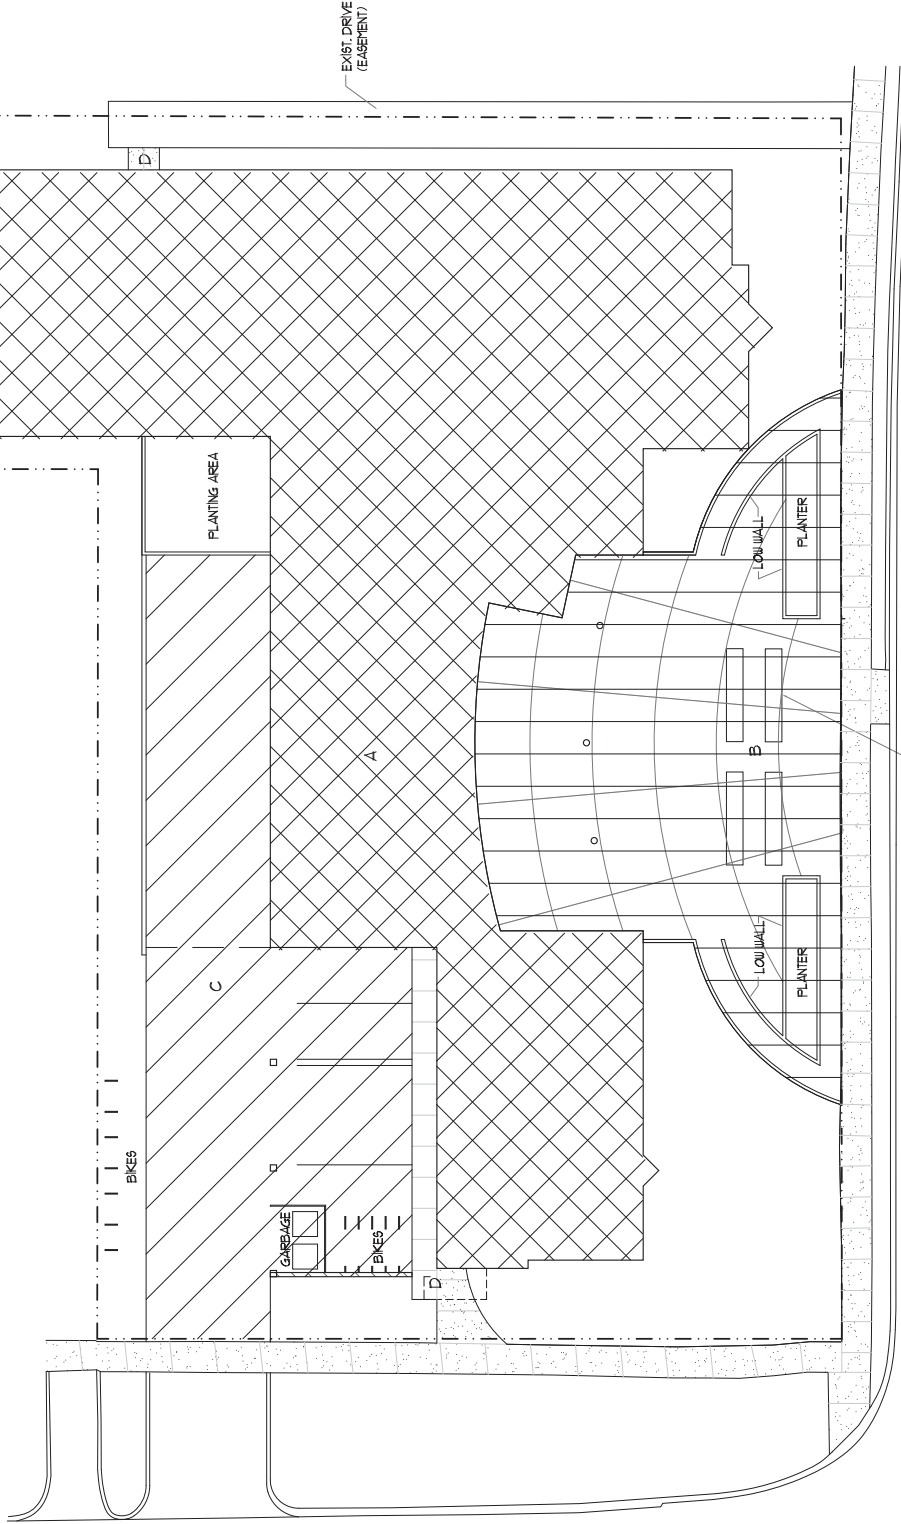 EXIST. DRIVE
(EASEMENT)
D
PLANTING AREA
LOW WALL
PLANTER
A
B
C
LOW WALL
PLANTER
BIKES
GARBAGE
BIKES
D